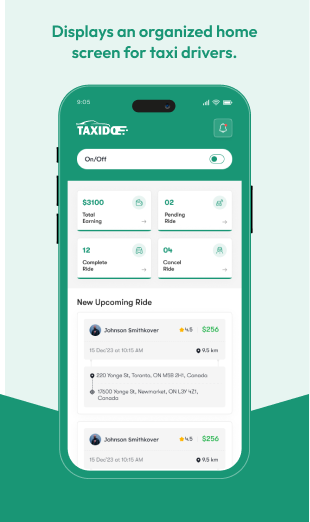 Displays an organized home
screen for taxi drivers.
9:05
TAXIDO
On/Off
$3100
Total
Earning
02
Pending
Ride
12
Complete
Ride
04
Cancel
Ride
New Upcoming Ride
Johnson Smithkover
4.5
$256
15 Dec'23 at 10:15 AM
9.5 km
220 Yonge St, Toronto, ON M5B 2H1, Canada
17600 Yonge St, Newmarket, ON L3Y 4Z1,
Canada
Johnson Smithkover
4.5
$256
15 Dec'23 at 10:15 AM
9.5 km